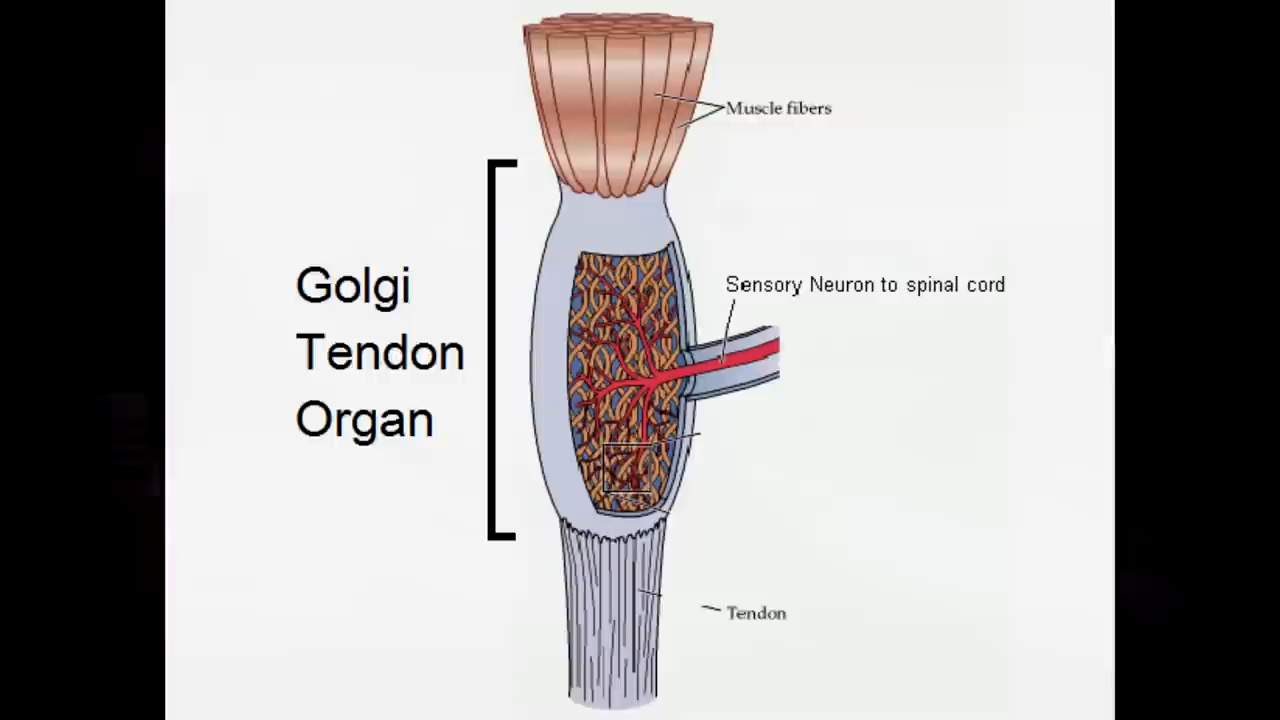 Muscle fibers
Golgi
Tendon
Organ
Sensory Neuron to spinal cord
Tendon